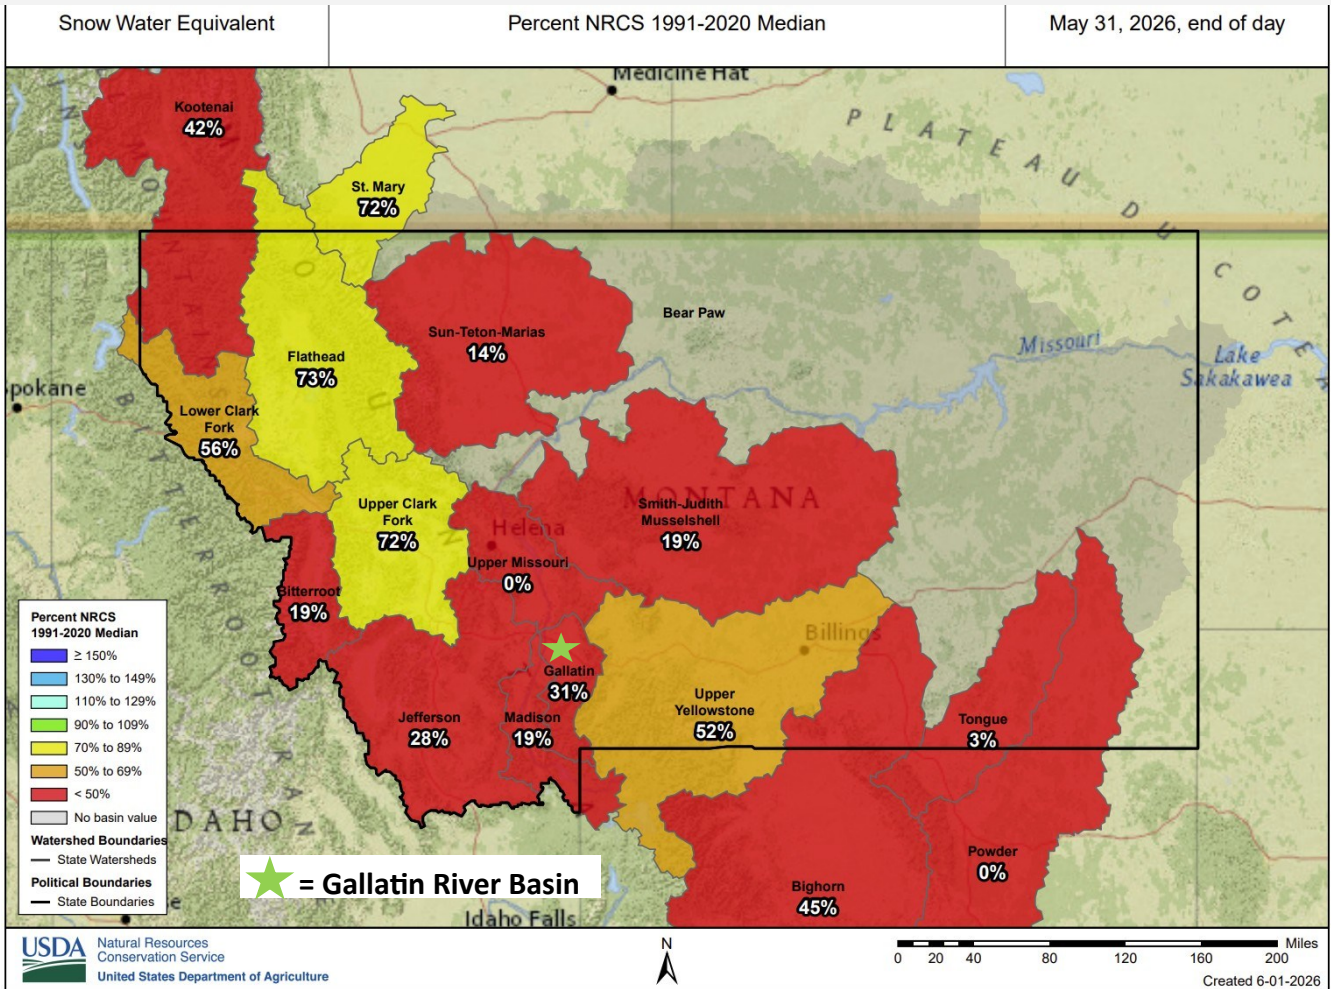 Snow Water Equivalent
Percent NRCS 1991-2020 Median
May 31, 2026, end of day
Medicine Hat
PLATEAU DU COTEA
Kootenai
42%
St. Mary
72%
Sun-Teton-Marias
14%
Bear Paw
Flathead
73%
Missouri
Lake
Sakakawea
Spokane
Lower Clark
Fork
56%
MONTANA
Smith-Judith
Musselshell
19%
Upper Clark
Fork
72%
Helena
Upper Missouri
0%
Bitterroot
19%
BITTERROOT RAN
Billings
Gallatin
31%
Upper
Yellowstone
52%
Jefferson
28%
Madison
19%
Tongue
3%
Powder
0%
Bighorn
45%
DAHO
Idaho Falls
Percent NRCS
1991-2020 Median
≥ 150%
130% to 149%
110% to 129%
90% to 109%
70% to 89%
50% to 69%
< 50%
No basin value
Watershed Boundaries
State Watersheds
Political Boundaries
State Boundaries
= Gallatin River Basin
USDA
Natural Resources
Conservation Service
United States Department of Agriculture
N
0 20 40 80 120 160 200 Miles
Created 6-01-2026